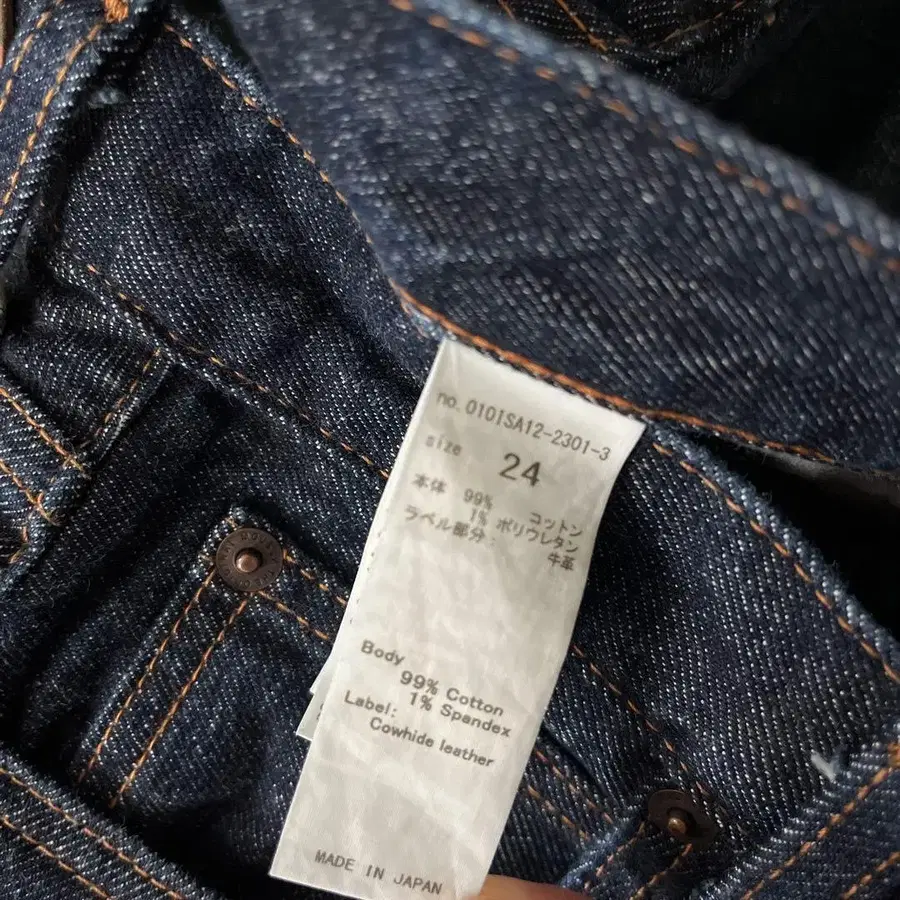 no. 0101SA12-2301-3
size 24
本体 99% コットン
1% ポリウレタン
ラベル部分: 牛革
Body
99% Cotton
1% Spandex
Label:
Cowhide leather
MADE IN JAPAN